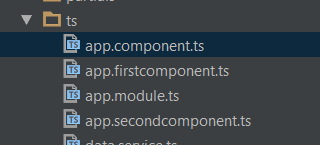 ts
app.component.ts
app.firstcomponent.ts
app.module.ts
app.secondcomponent.ts
data.service.ts